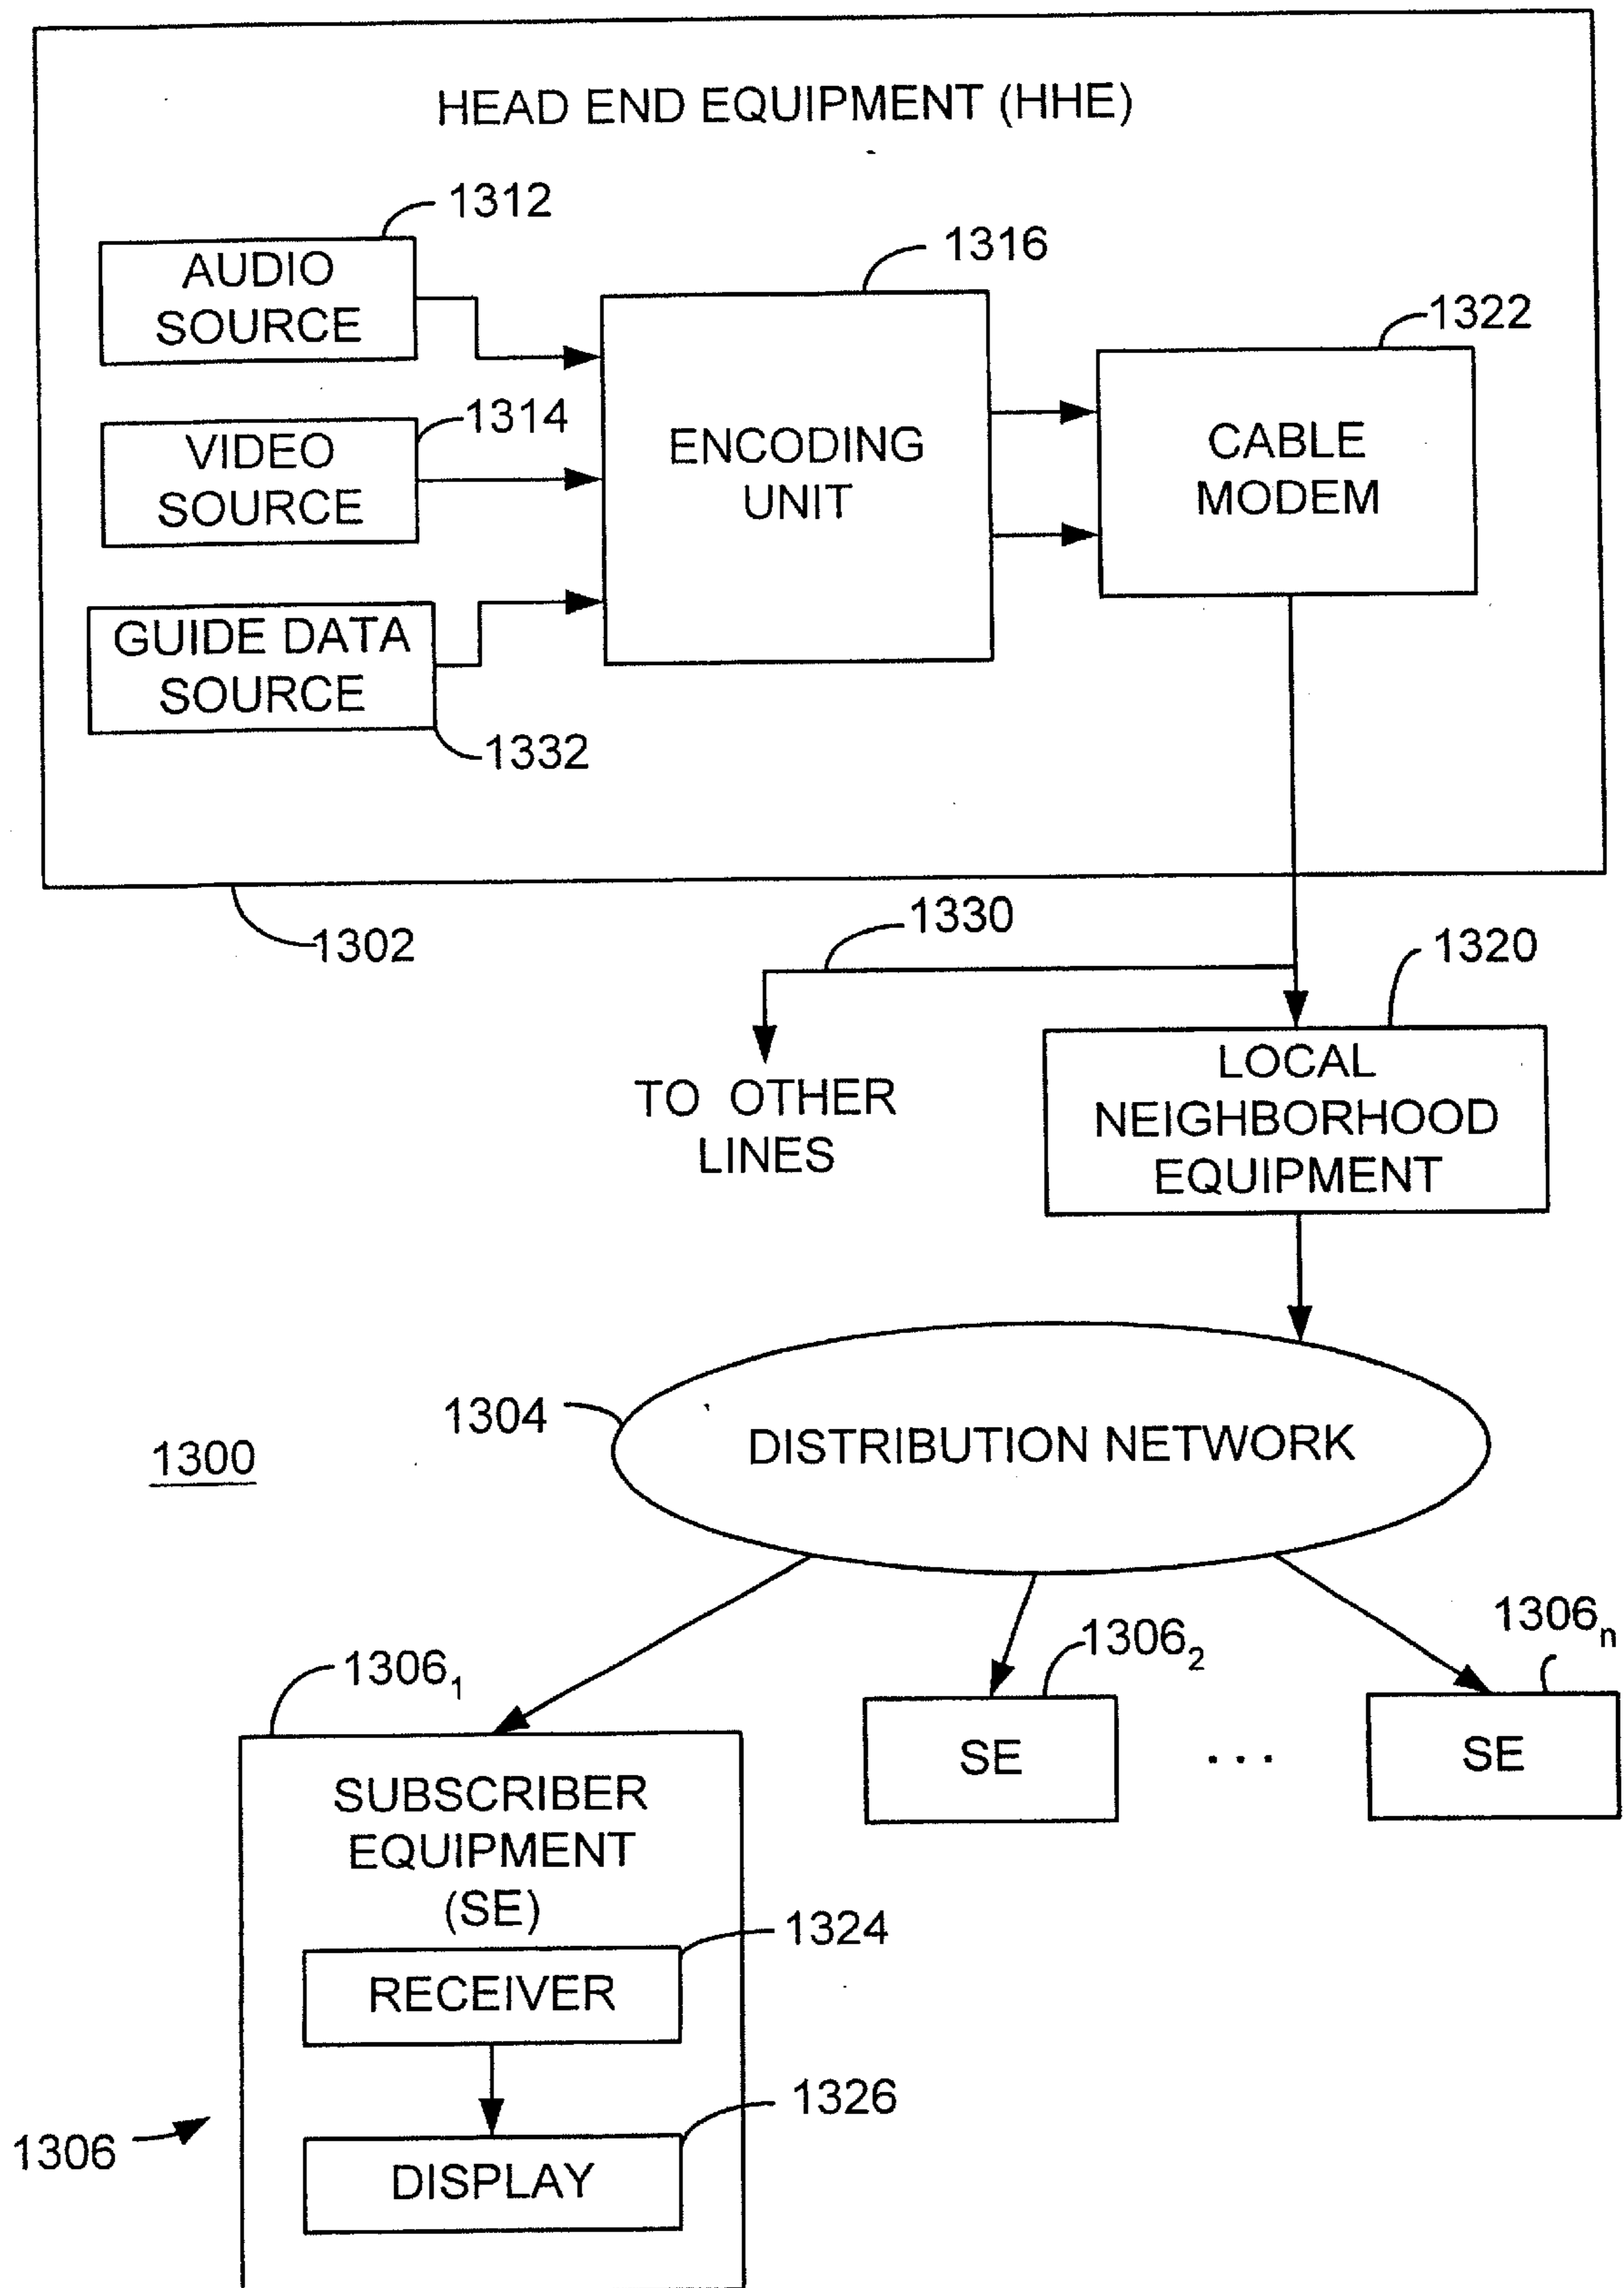 HEAD END EQUIPMENT (HHE)
1312
AUDIO
SOURCE
1316
1322
1314
VIDEO
SOURCE
ENCODING
UNIT
CABLE
MODEM
GUIDE DATA
SOURCE
1332
1302
1330
1320
TO OTHER
LINES
LOCAL
NEIGHBORHOOD
EQUIPMENT
1304
DISTRIBUTION NETWORK
1300
1306₁
1306₂
1306ₙ
SUBSCRIBER
EQUIPMENT
(SE)
SE
...
SE
1324
RECEIVER
1326
DISPLAY
1306